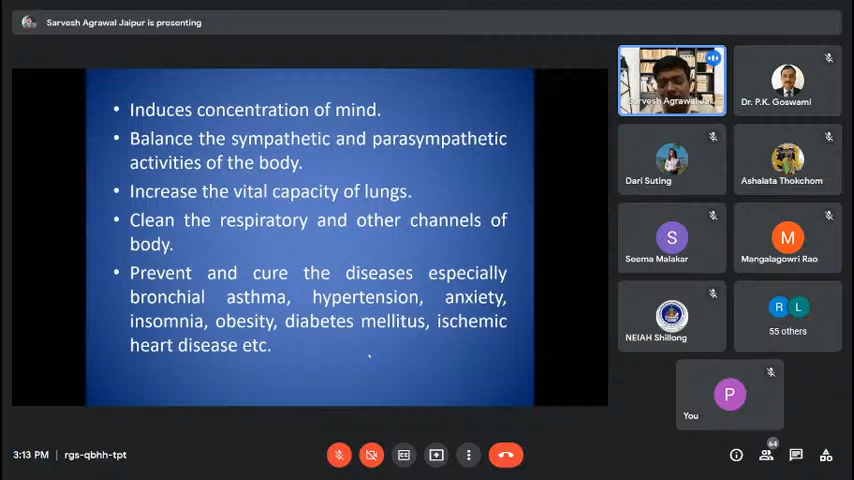 Sarvesh Agrawal Jaipur is presenting
• Induces concentration of mind.
• Balance the sympathetic and parasympathetic
activities of the body.
• Increase the vital capacity of lungs.
• Clean the respiratory and other channels of
body.
• Prevent and cure the diseases especially
bronchial asthma, hypertension, anxiety,
insomnia, obesity, diabetes mellitus, ischemic
heart disease etc.
Sarvesh Agrawal Ja...
Dr. P.K. Goswami
Dari Suting
Ashalata Thokchom
S
Seema Malakar
M
Mangalagowri Rao
NEIAH Shillong
R L
55 others
P
You
3:13 PM | rgs-qbhh-tpt
64